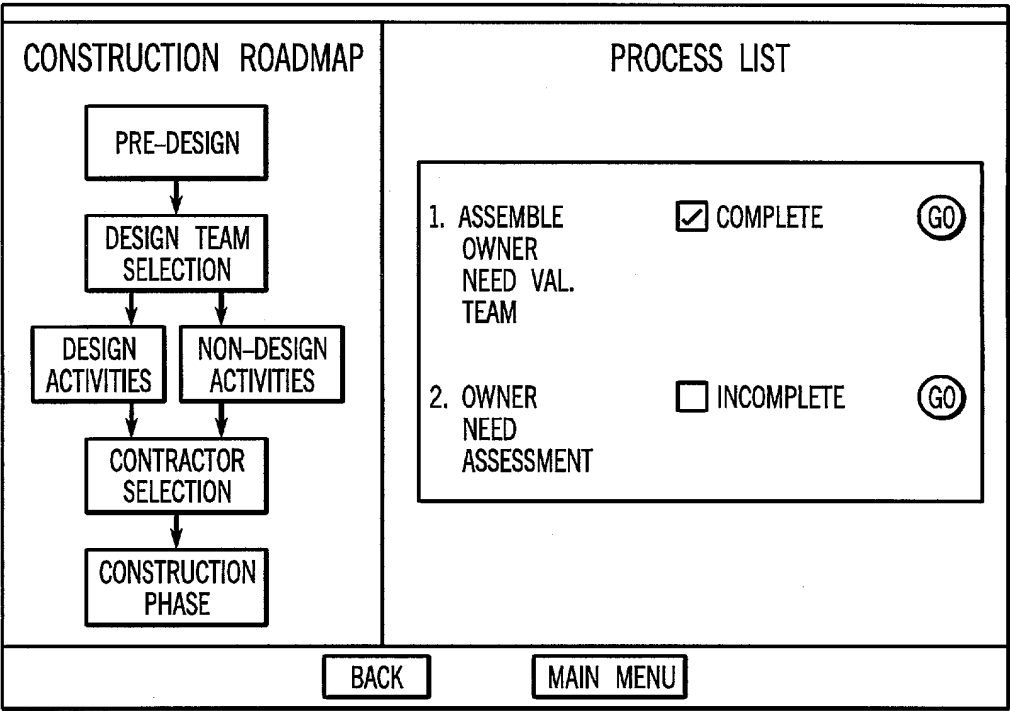 CONSTRUCTION ROADMAP
PRE–DESIGN
DESIGN TEAM
SELECTION
DESIGN
ACTIVITIES
NON–DESIGN
ACTIVITIES
CONTRACTOR
SELECTION
CONSTRUCTION
PHASE
PROCESS LIST
1. ASSEMBLE
OWNER
NEED VAL.
TEAM
COMPLETE
GO
2. OWNER
NEED
ASSESSMENT
INCOMPLETE
GO
BACK
MAIN MENU